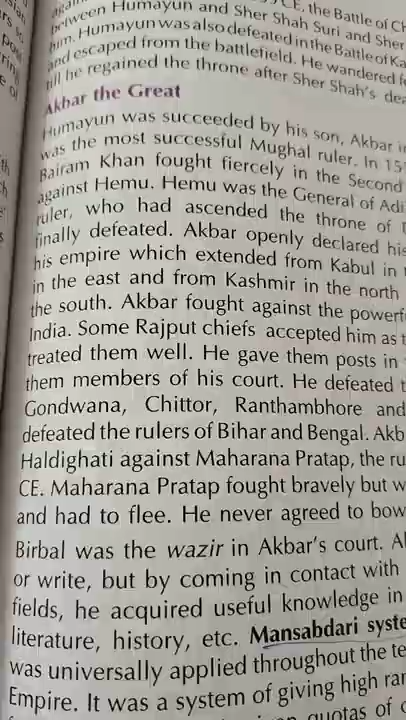 CE, the Battle of Ch
between Humayun and Sher Shah Suri and Sher
him. Humayun was also defeated in the Battle of Ka
and escaped from the battlefield. He wandered f
till he regained the throne after Sher Shah's dea
Akbar the Great
Humayun was succeeded by his son, Akbar in
was the most successful Mughal ruler. In 15
Bairam Khan fought fiercely in the Second
against Hemu. Hemu was the General of Adi
ruler, who had ascended the throne of
finally defeated. Akbar openly declared his
his empire which extended from Kabul in
in the east and from Kashmir in the north
the south. Akbar fought against the powerf
India. Some Rajput chiefs accepted him as t
treated them well. He gave them posts in
them members of his court. He defeated t
Gondwana, Chittor, Ranthambhore and
defeated the rulers of Bihar and Bengal. Akb
Haldighati against Maharana Pratap, the ru
CE. Maharana Pratap fought bravely but w
and had to flee. He never agreed to bow
Birbal was the wazir in Akbar's court. A
or write, but by coming in contact with
fields, he acquired useful knowledge in
literature, history, etc. Mansabdari syste
was universally applied throughout the te
Empire. It was a system of giving high ran
quotas of